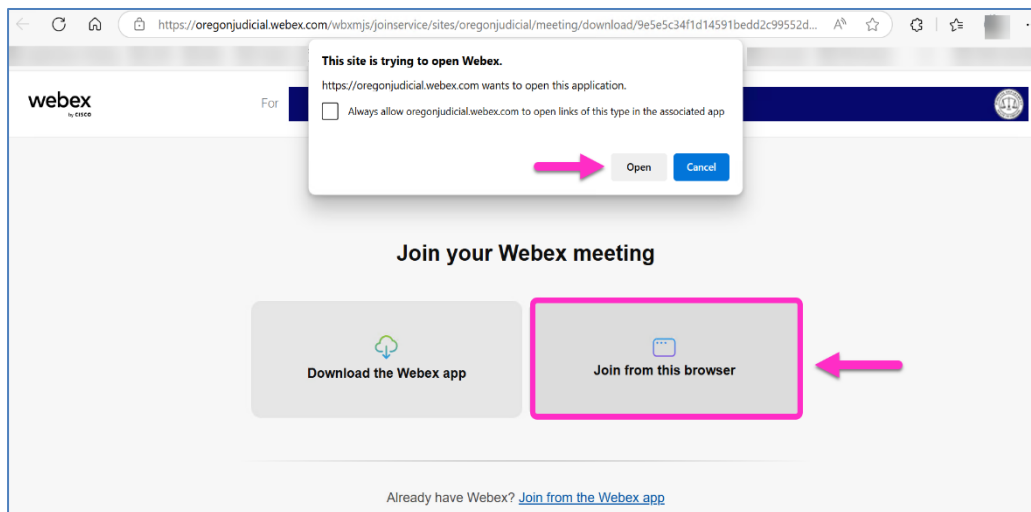 https://oregonjudicial.webex.com/wbxmjs/joinservice/sites/oregonjudicial/meeting/download/9e5e5c34f1d14591bedd2c99552d...
This site is trying to open Webex.
https://oregonjudicial.webex.com wants to open this application.
Always allow oregonjudicial.webex.com to open links of this type in the associated app
Open Cancel
webex
by CISCO
For
Join your Webex meeting
Download the Webex app
Join from this browser
Already have Webex? Join from the Webex app